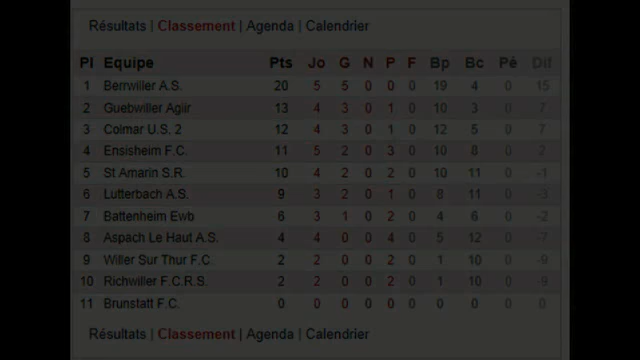 Résultats | Classement | Agenda | Calendrier
Pl Equipe Pts Jo G N P F Bp Bc Pé Dif
1 Berrwiller A.S. 20 5 5 0 0 0 19 4 0 15
2 Guebwiller Agiir 13 4 3 0 1 0 10 3 0 7
3 Colmar U.S. 2 12 4 3 0 1 0 12 5 0 7
4 Ensisheim F.C. 11 5 2 0 3 0 10 8 0 2
5 St Amarin S.R. 10 4 2 0 2 0 10 11 0 -1
6 Lutterbach A.S. 9 3 2 0 1 0 8 11 0 -3
7 Battenheim Ewb 6 3 1 0 2 0 4 6 0 -2
8 Aspach Le Haut A.S. 4 4 0 0 4 0 5 12 0 -7
9 Willer Sur Thur F.C. 2 2 0 0 2 0 1 10 0 -9
10 Richwiller F.C.R.S. 2 2 0 0 2 0 1 10 0 -9
11 Brunstatt F.C. 0 0 0 0 0 0 0 0 0 0
Résultats | Classement | Agenda | Calendrier